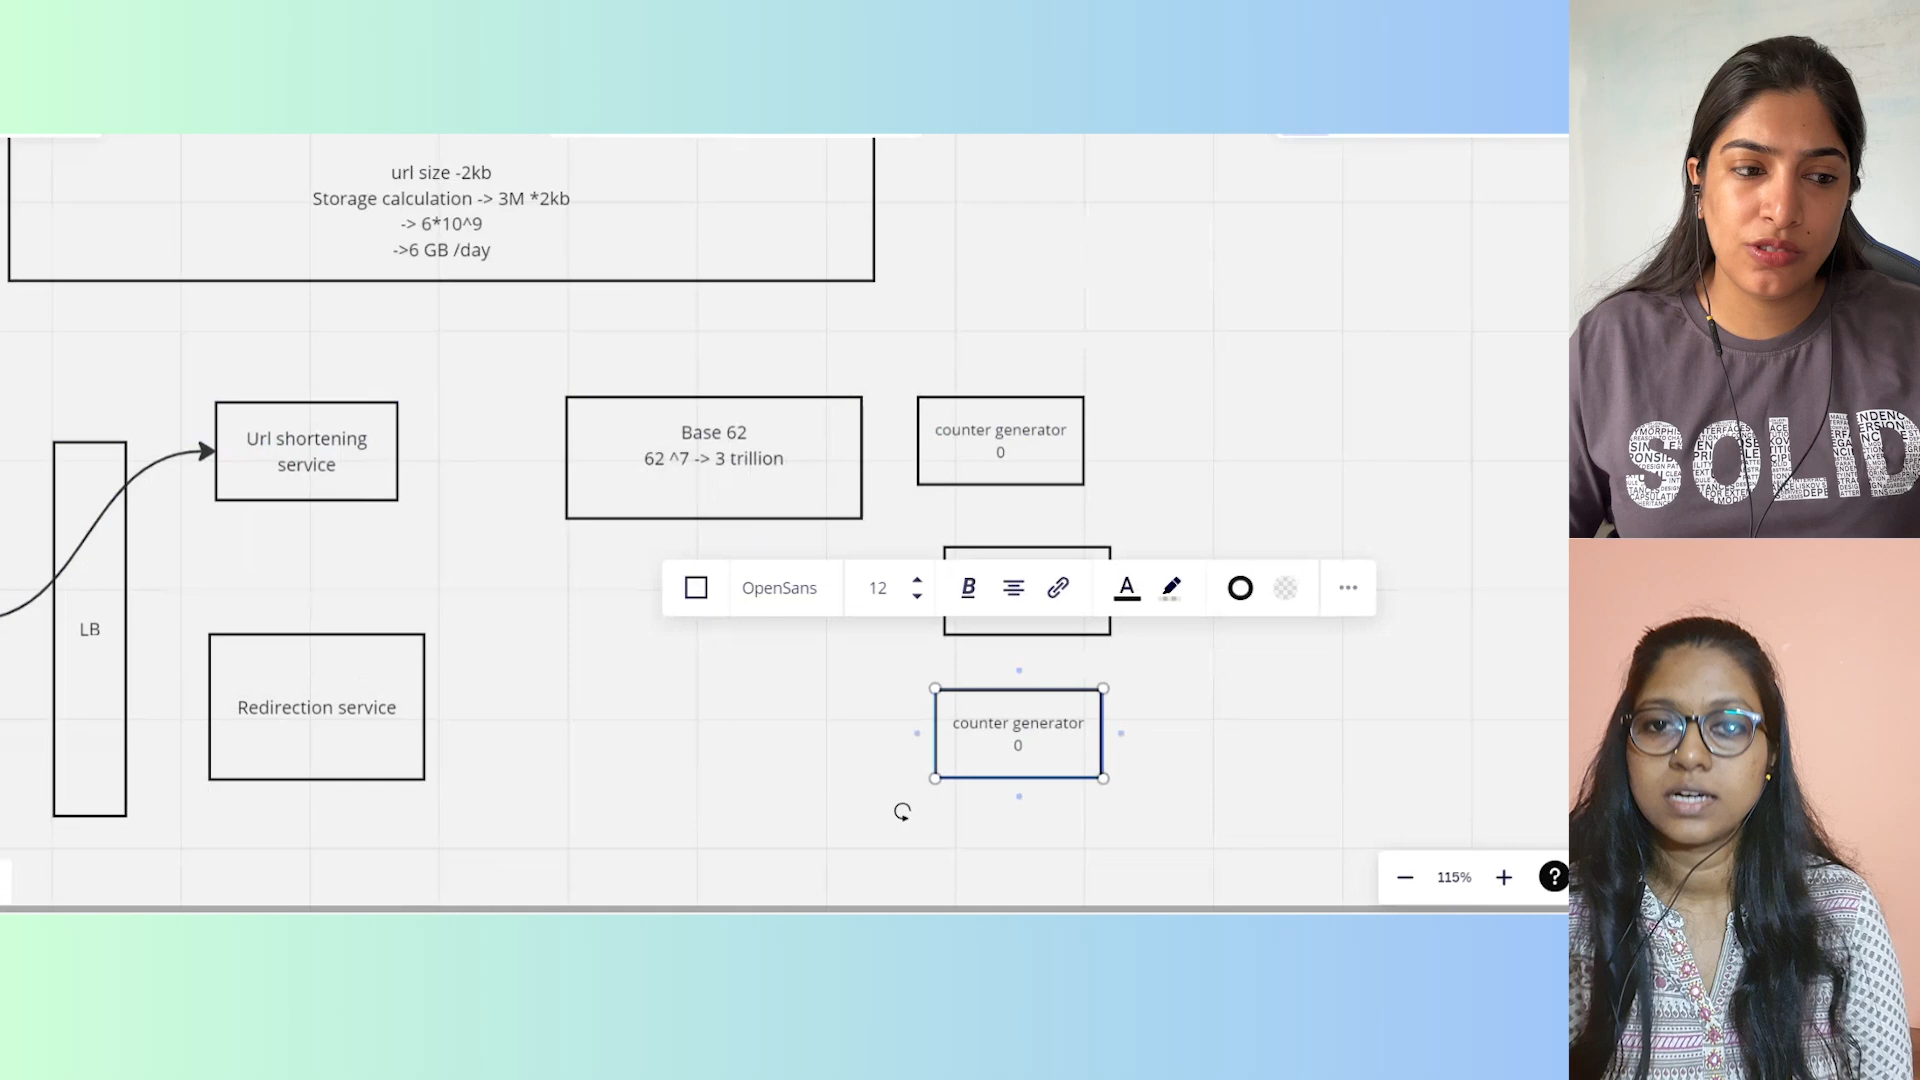 url size -2kb
Storage calculation -> 3M *2kb
-> 6*10^9
->6 GB /day
Url shortening
service
Base 62
62 ^7 -> 3 trillion
counter generator
0
LB
OpenSans
12
B
A
Redirection service
counter generator
0
115%
?
SOLID